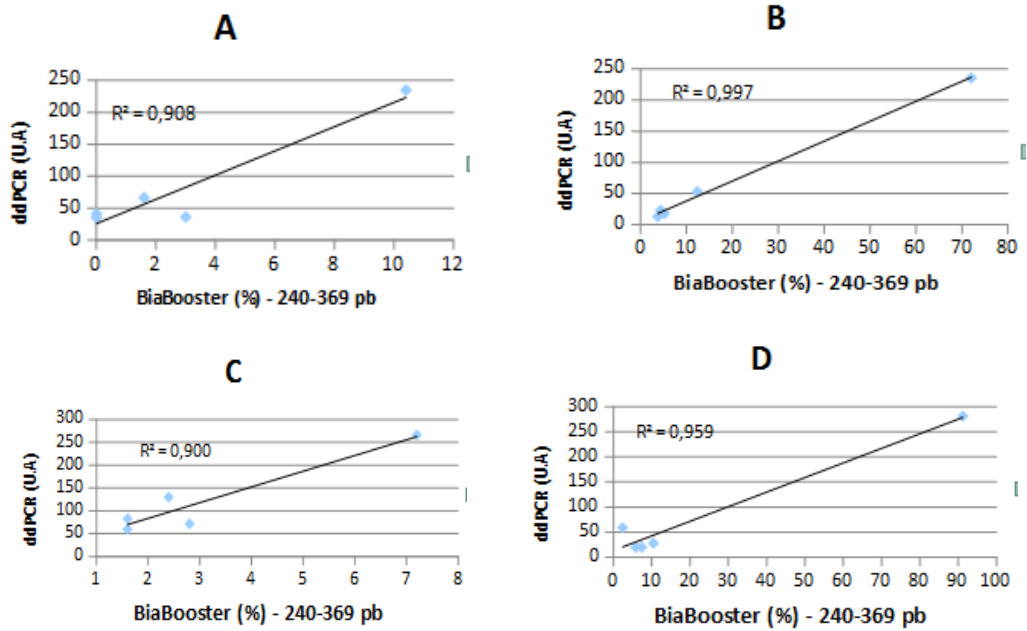 A
250
200
150
100
50
0
ddPCR (U.A)
R² = 0,908
0 2 4 6 8 10 12
BiaBooster (%) - 240-369 pb
B
250
200
150
100
50
0
ddPCR (U.A)
R² = 0,997
0 10 20 30 40 50 60 70 80
BiaBooster (%) - 240-369 pb
C
300
250
200
150
100
50
0
ddPCR (U.A)
R² = 0,900
1 2 3 4 5 6 7 8
BiaBooster (%) - 240-369 pb
D
300
250
200
150
100
50
0
ddPCR (U.A)
R² = 0,959
0 10 20 30 40 50 60 70 80 90 100
BiaBooster (%) - 240-369 pb